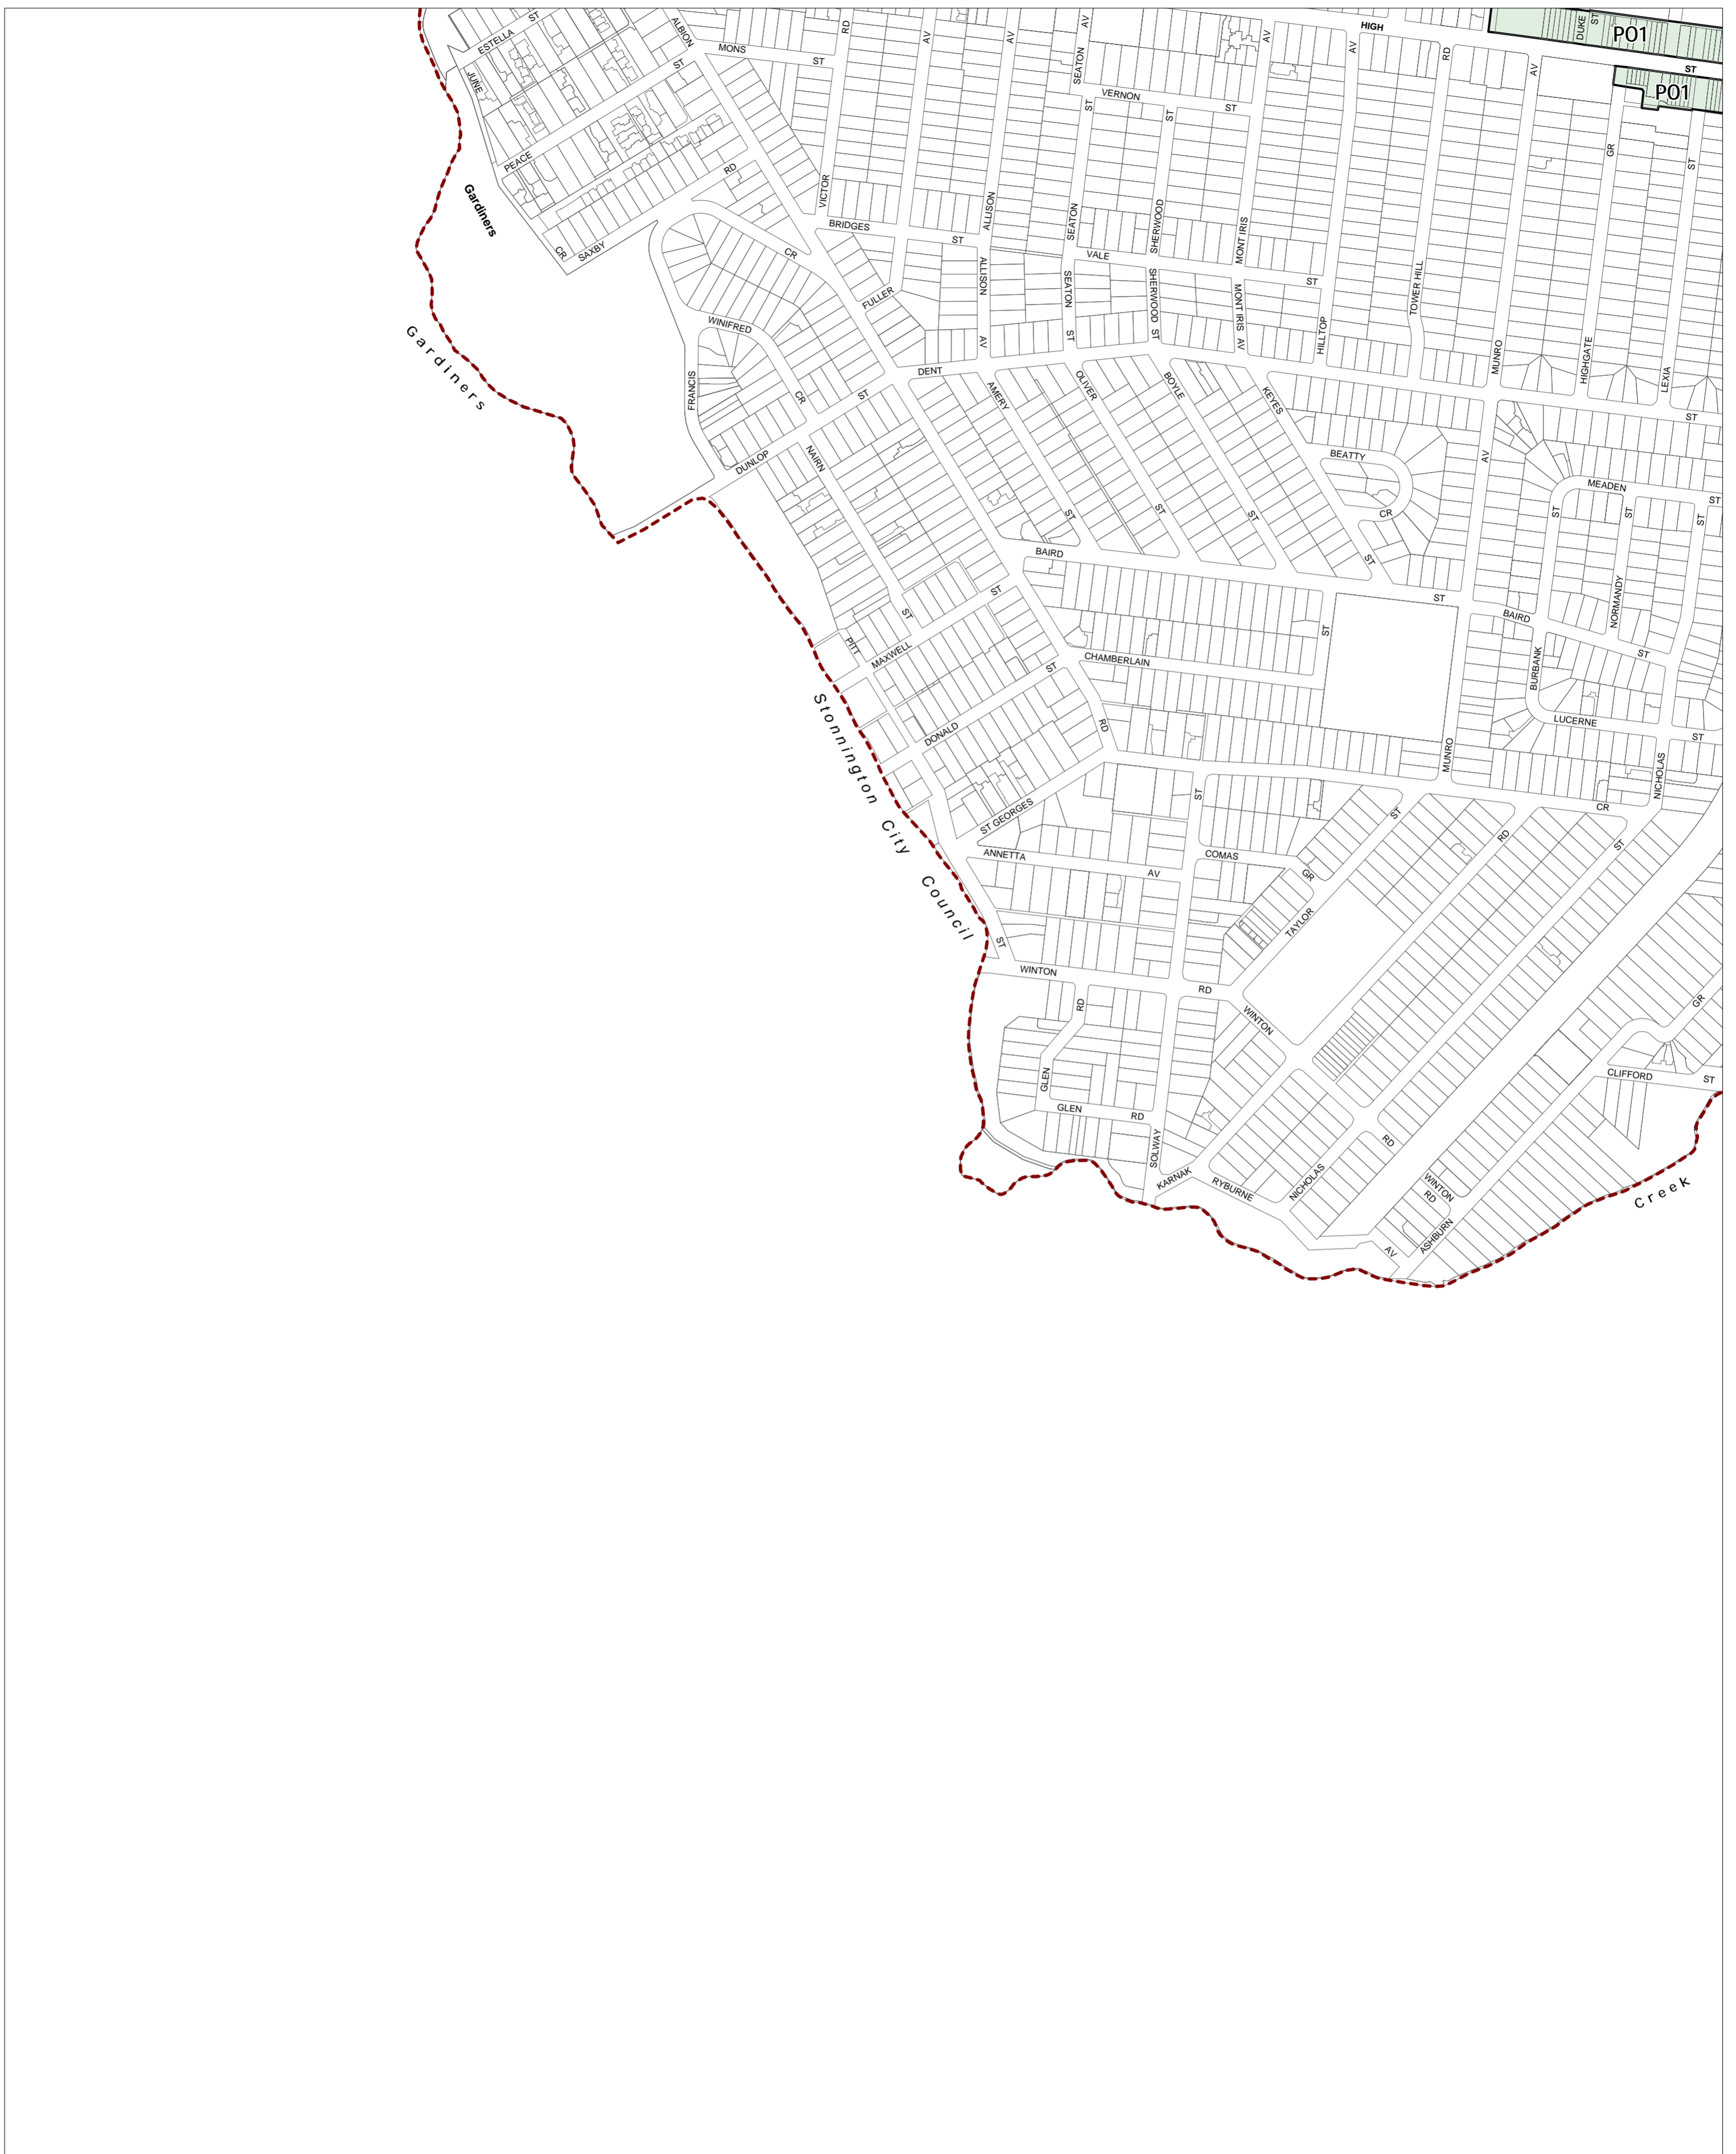 ESTELLA ST
ALBION
MONS ST
RD
AV
AV
SEATON AV
AV
HIGH ST
AV
RD
AV
DUKE ST
PO1
PO1
JUNE
PEACE ST
VERNON ST
SEATON ST
SHERWOOD ST
GR
ST
SAXBY RD
CR
Gardiners
VICTOR
BRIDGES ST
ALLISON
MONT IRIS
CR
VALE ST
FULLER
ALLISON AV
SEATON ST
SHERWOOD ST
MONT IRIS AV
HILLTOP
TOWER HILL
MUNRO
HIGHGATE
LEXIA
WINIFRED CR
Gardiners
FRANCIS
DENT ST
AMERY ST
OLIVER ST
BOYLE ST
KEYES ST
DUNLOP ST
NAIRN ST
BEATTY CR
AV
MEADEN ST
ST
ST
ST
BAIRD ST
NORMANDY
BAIRD ST
PITT
MAXWELL ST
CHAMBERLAIN ST
BURBANK
Stonnington City Council
DONALD ST
RD
LUCERNE ST
MUNRO
NICHOLAS
ST GEORGES CR
ST
ST
RD
ST
ANNETTA AV
COMAS GR
TAYLOR
ST
WINTON RD
WINTON
GR
RD
GLEN
CLIFFORD ST
GLEN RD
SOLWAY
RD
KARNAK
RYBURNE
NICHOLAS
WINTON RD
Creek
AV
ASHBURN